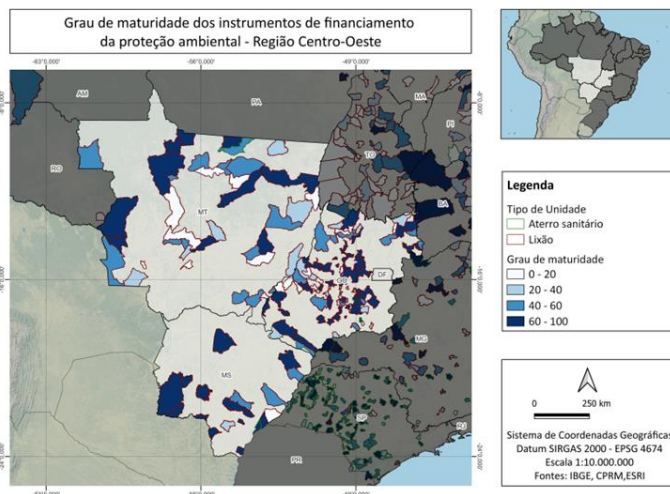 Grau de maturidade dos instrumentos de financiamento
da proteção ambiental - Região Centro-Oeste
AM
PA
MA
PI
RO
TO
BA
MT
GO
DF
MG
MS
SP
RJ
PR
Legenda
Tipo de Unidade
Aterro sanitário
Lixão
Grau de maturidade
0 - 20
20 - 40
40 - 60
60 - 100
0 250 km
Sistema de Coordenadas Geográficas
Datum SIRGAS 2000 - EPSG 4674
Escala 1:10.000.000
Fontes: IBGE, CPRM,ESRI